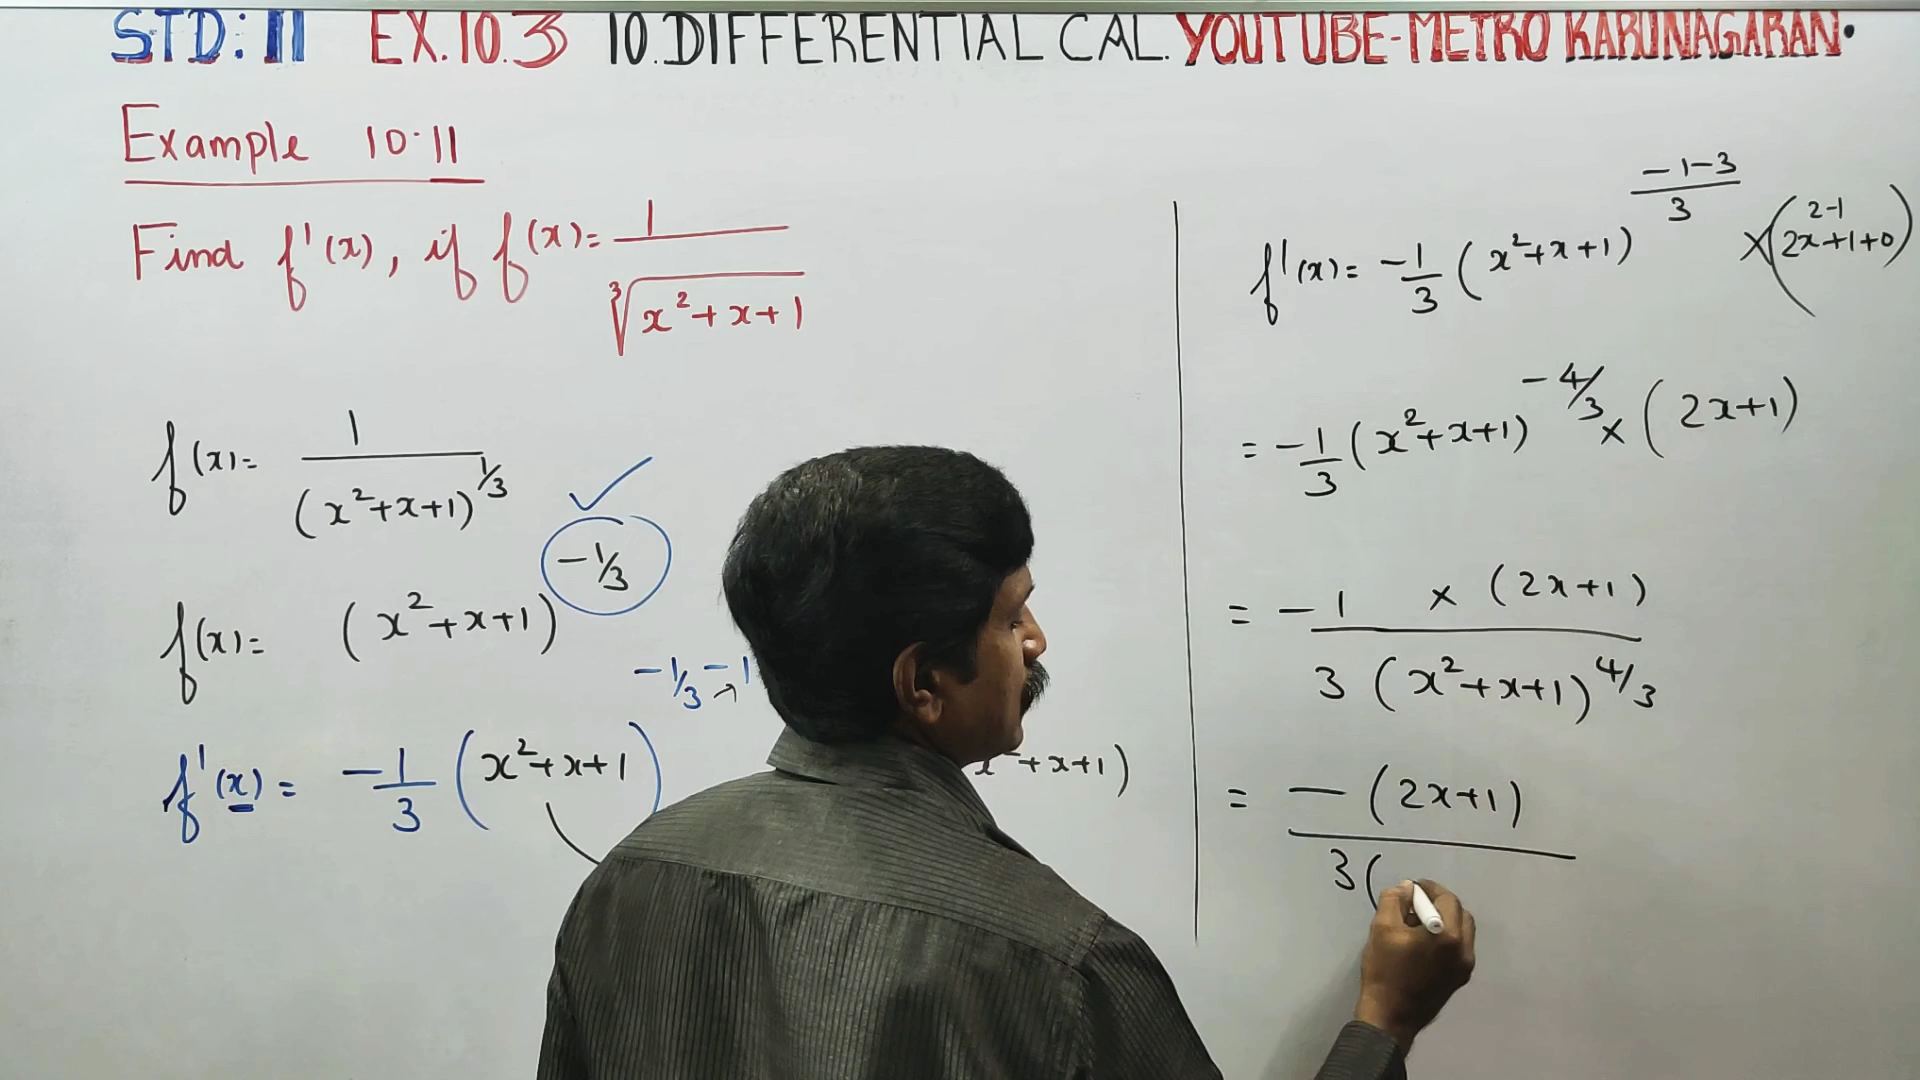 STD: 11 EX.10.3 10.DIFFERENTIAL CAL. YOUTUBE-METRO KARUNAGARAN.
Example 10.11
Find f'(x), if f(x)= 1/∛(x²+x+1)
f(x)= 1/(x²+x+1)^1/3
f(x)= (x²+x+1)^-1/3
f'(x) = -1/3 (x²+x+1)^-1/3-1
+x+1)
f'(x)= -1/3 (x²+x+1)^(-1-3)/3 × (2x^2-1+1+0)
= -1/3 (x²+x+1)^-4/3 × (2x+1)
= -1 × (2x+1) / 3 (x²+x+1)^4/3
= -(2x+1) / 3(